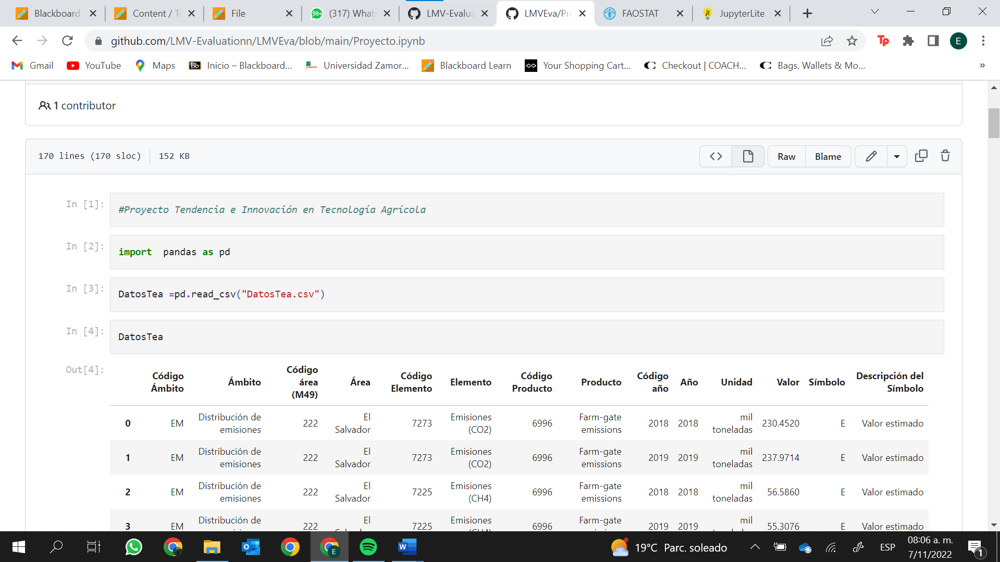 Blackboard
Content / Te
File
(317) Whats
LMV-Evalua
LMVEva/Pro
FAOSTAT
JupyterLite
github.com/LMV-Evaluationn/LMVEva/blob/main/Proyecto.ipynb
Tp
E
Gmail
YouTube
Maps
Bb
Inicio – Blackboard...
Universidad Zamor...
Blackboard Learn
Your Shopping Cart...
Checkout | COACH...
Bags, Wallets & Mo...
»
1 contributor
170 lines (170 sloc) 152 KB
<> Raw Blame
In [1]: #Proyecto Tendencia e Innovación en Tecnología Agrícola
In [2]: import pandas as pd
In [3]: DatosTea =pd.read_csv("DatosTea.csv")
In [4]: DatosTea
Out[4]:
Código Ámbito Ámbito Código área (M49) Área Código Elemento Elemento Código Producto Producto Código año Año Unidad Valor Símbolo Descripción del Símbolo
0 EM Distribución de emisiones 222 El Salvador 7273 Emisiones (CO2) 6996 Farm-gate emissions 2018 2018 mil toneladas 230.4520 E Valor estimado
1 EM Distribución de emisiones 222 El Salvador 7273 Emisiones (CO2) 6996 Farm-gate emissions 2019 2019 mil toneladas 237.9714 E Valor estimado
2 EM Distribución de emisiones 222 El Salvador 7225 Emisiones (CH4) 6996 Farm-gate emissions 2018 2018 mil toneladas 56.5860 E Valor estimado
3 EM Distribución de 222 El 7225 Emisiones 6996 Farm-gate 2019 2019 mil 55.3076 E Valor estimado
19°C Parc. soleado
ESP
08:06 a. m.
7/11/2022
1